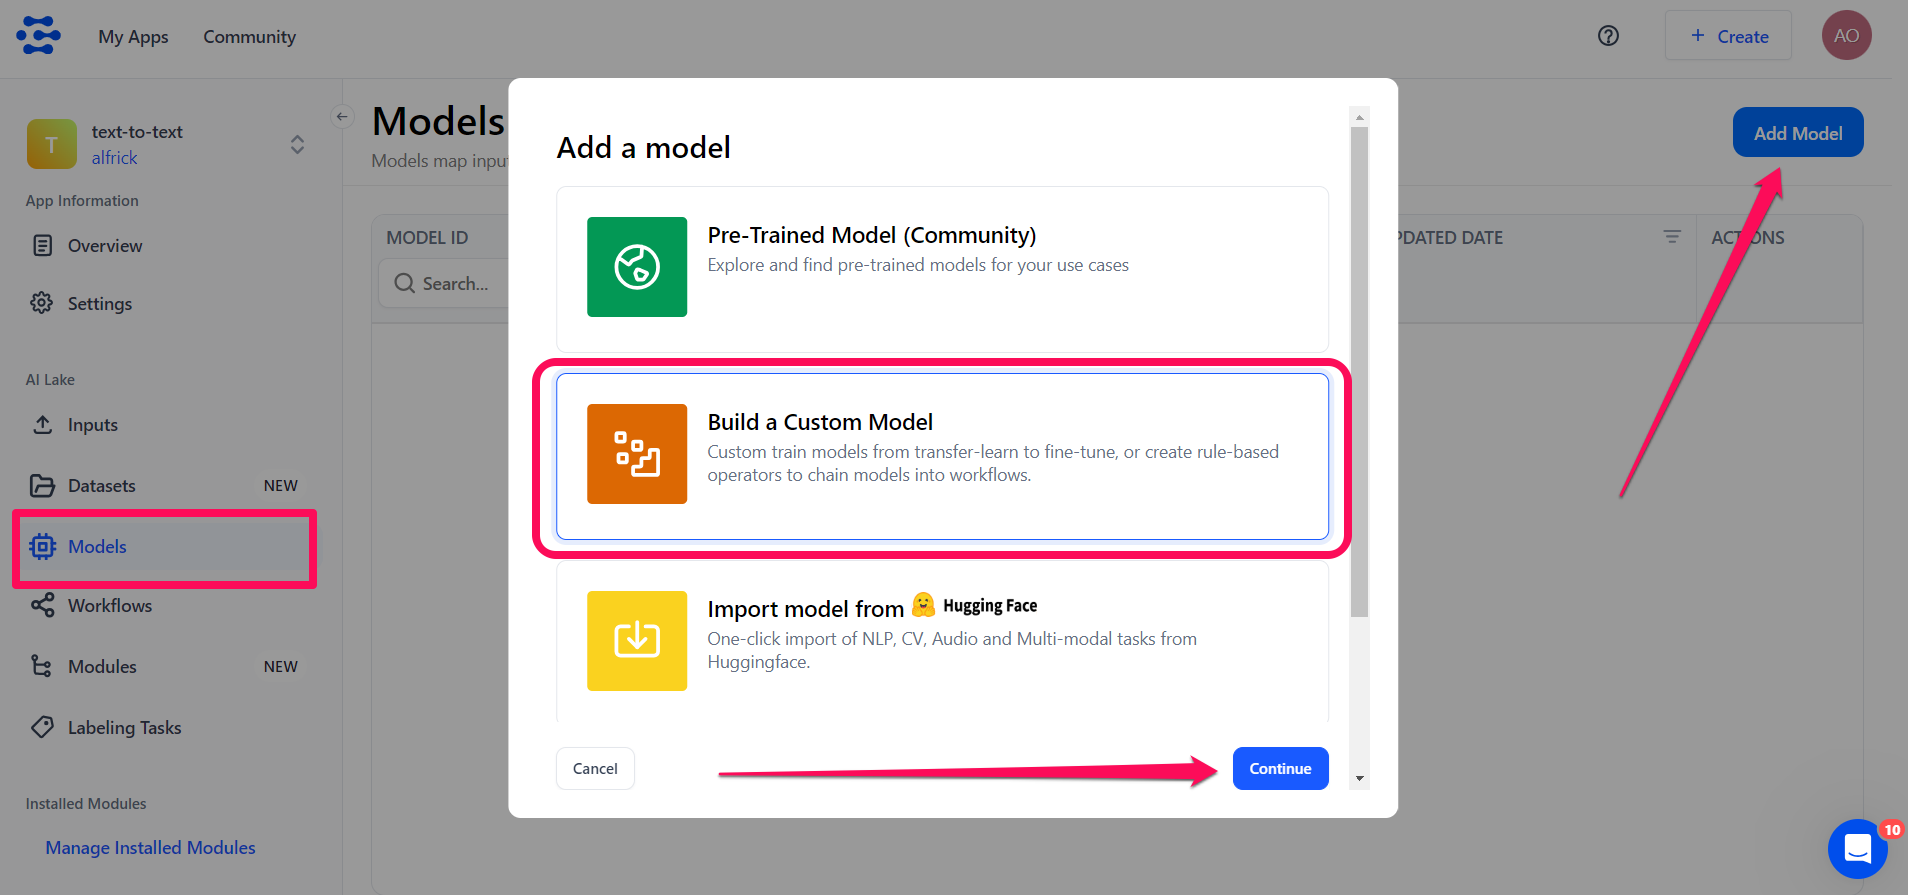 My Apps
Community
Create
AO
T
text-to-text
alfrick
App Information
Overview
Settings
AI Lake
Inputs
Datasets
NEW
Models
Workflows
Modules
NEW
Labeling Tasks
Installed Modules
Manage Installed Modules
Models
Models map
Add Model
MODEL ID
Search...
DATE
Add a model
Pre-Trained Model (Community)
Explore and find pre-trained models for your use cases
Build a Custom Model
Custom train models from transfer-learn to fine-tune, or create rule-based
operators to chain models into workflows.
Import model from Hugging Face
One-click import of NLP, CV, Audio and Multi-modal tasks from
Huggingface.
Cancel
Continue
ACTIONS
10